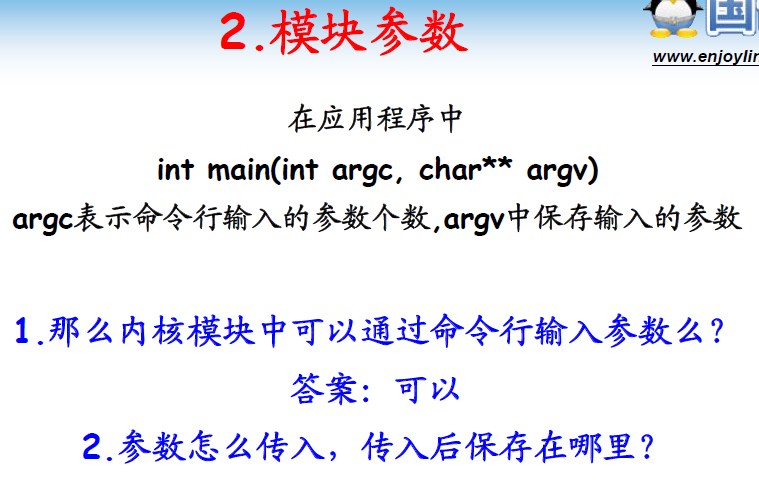 2.模块参数
国
www.enjoylin
在应用程序中
int main(int argc, char** argv)
argc表示命令行输入的参数个数,argv中保存输入的参数
1.那么内核模块中可以通过命令行输入参数么？
答案：可以
2.参数怎么传入，传入后保存在哪里？